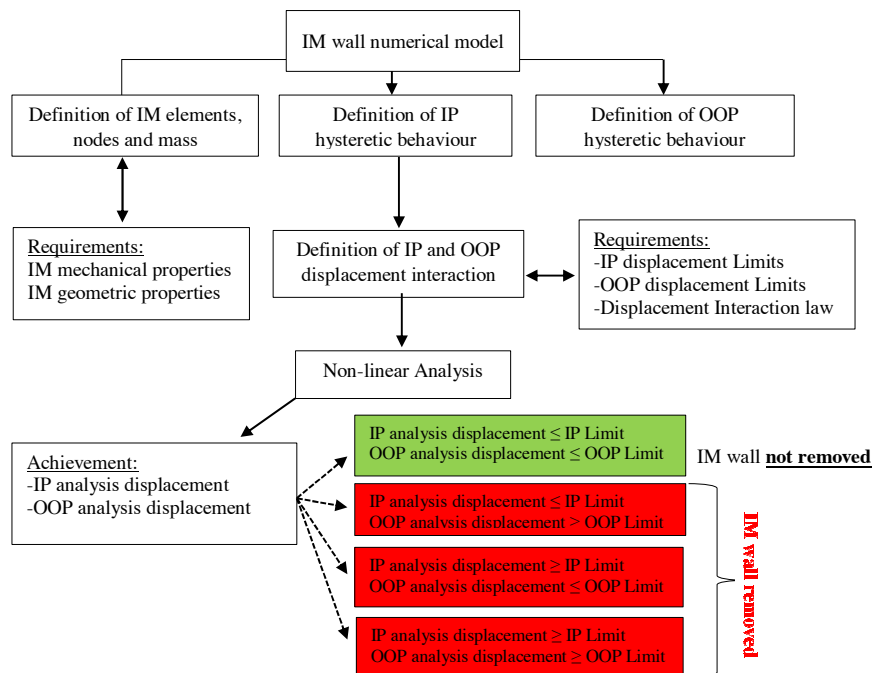 IM wall numerical model
Definition of IM elements,
nodes and mass
Definition of IP
hysteretic behaviour
Definition of OOP
hysteretic behaviour
Requirements:
IM mechanical properties
IM geometric properties
Definition of IP and OOP
displacement interaction
Requirements:
-IP displacement Limits
-OOP displacement Limits
-Displacement Interaction law
Non-linear Analysis
Achievement:
-IP analysis displacement
-OOP analysis displacement
IP analysis displacement ≤ IP Limit
OOP analysis displacement ≤ OOP Limit
IM wall not removed
IP analysis displacement ≤ IP Limit
OOP analysis displacement > OOP Limit
IP analysis displacement ≥ IP Limit
OOP analysis displacement ≤ OOP Limit
IP analysis displacement ≥ IP Limit
OOP analysis displacement ≥ OOP Limit
IM wall removed